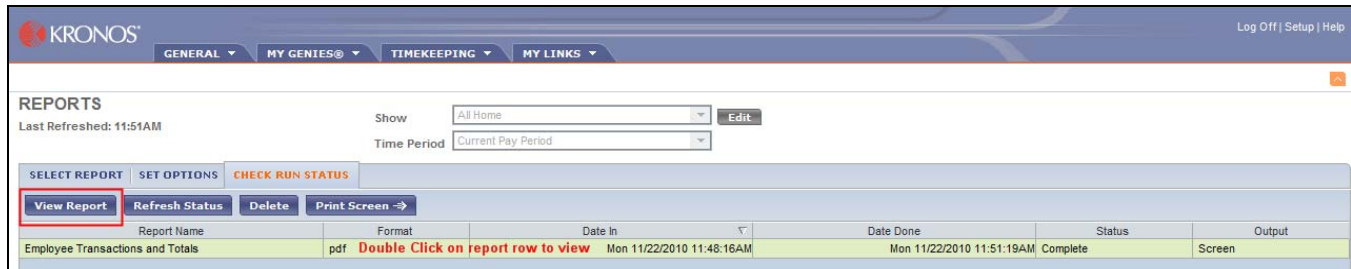 KRONOS®
Log Off | Setup | Help
GENERAL MY GENIES® TIMEKEEPING MY LINKS
REPORTS
Last Refreshed: 11:51AM
Show All Home Edit
Time Period Current Pay Period
SELECT REPORT SET OPTIONS CHECK RUN STATUS
View Report Refresh Status Delete Print Screen
Report Name Format Date In Date Done Status Output
Employee Transactions and Totals pdf Double Click on report row to view Mon 11/22/2010 11:48:16AM Mon 11/22/2010 11:51:19AM Complete Screen